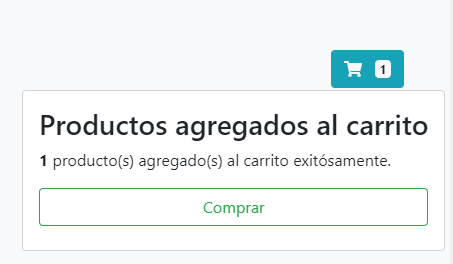 1
Productos agregados al carrito
1 producto(s) agregado(s) al carrito exitósamente.
Comprar